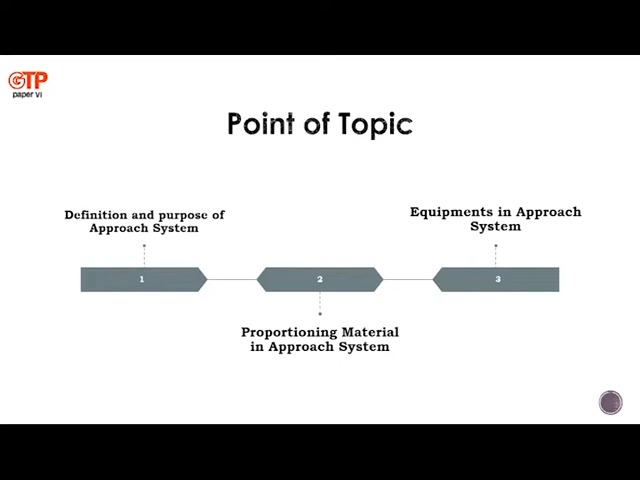 GTP
paper VI
Point of Topic
Definition and purpose of
Approach System
Equipments in Approach
System
1
2
3
Proportioning Material
in Approach System